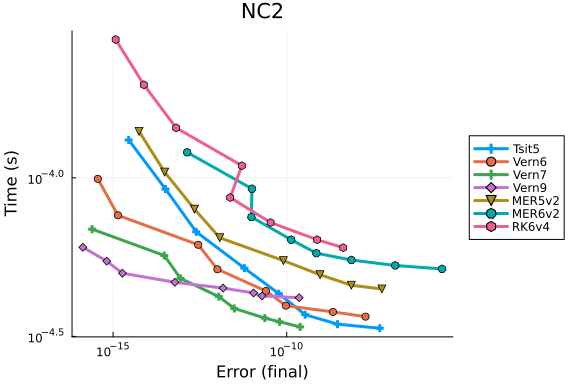 NC2
Time (s)
10⁻⁴·⁰
10⁻⁴·⁵
10⁻¹⁵
10⁻¹⁰
Error (final)
Tsit5
Vern6
Vern7
Vern9
MER5v2
MER6v2
RK6v4